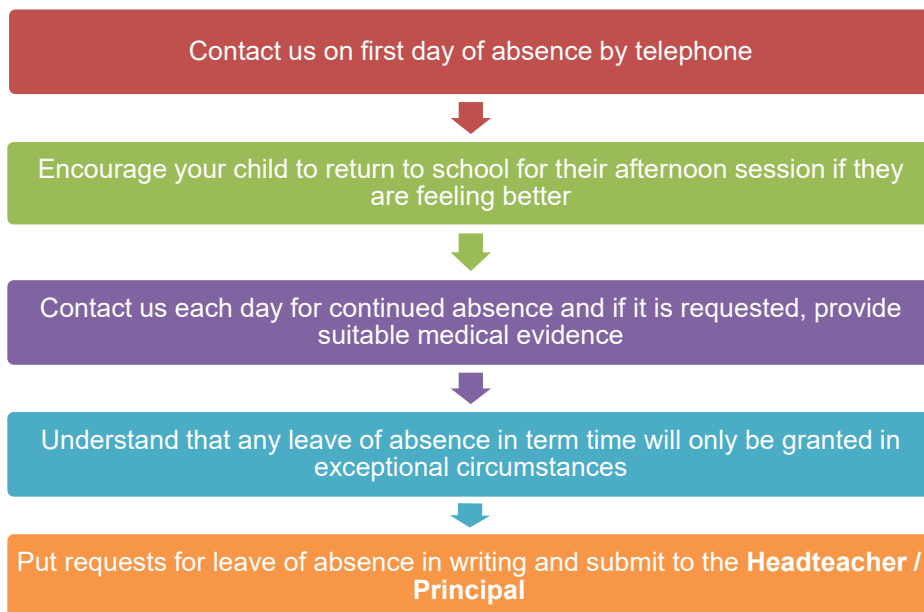 Contact us on first day of absence by telephone
Encourage your child to return to school for their afternoon session if they
are feeling better
Contact us each day for continued absence and if it is requested, provide
suitable medical evidence
Understand that any leave of absence in term time will only be granted in
exceptional circumstances
Put requests for leave of absence in writing and submit to the Headteacher /
Principal